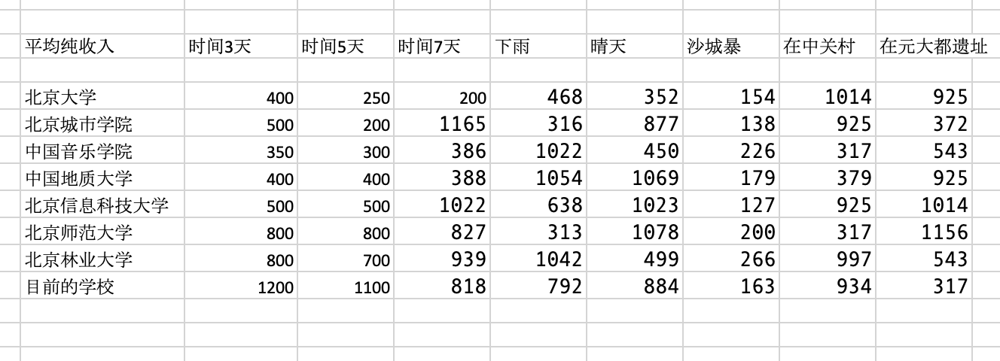 平均纯收入 时间3天 时间5天 时间7天 下雨 晴天 沙城暴 在中关村 在元大都遗址
北京大学 400 250 200 468 352 154 1014 925
北京城市学院 500 200 1165 316 877 138 925 372
中国音乐学院 350 300 386 1022 450 226 317 543
中国地质大学 400 400 388 1054 1069 179 379 925
北京信息科技大学 500 500 1022 638 1023 127 925 1014
北京师范大学 800 800 827 313 1078 200 317 1156
北京林业大学 800 700 939 1042 499 266 997 543
目前的学校 1200 1100 818 792 884 163 934 317